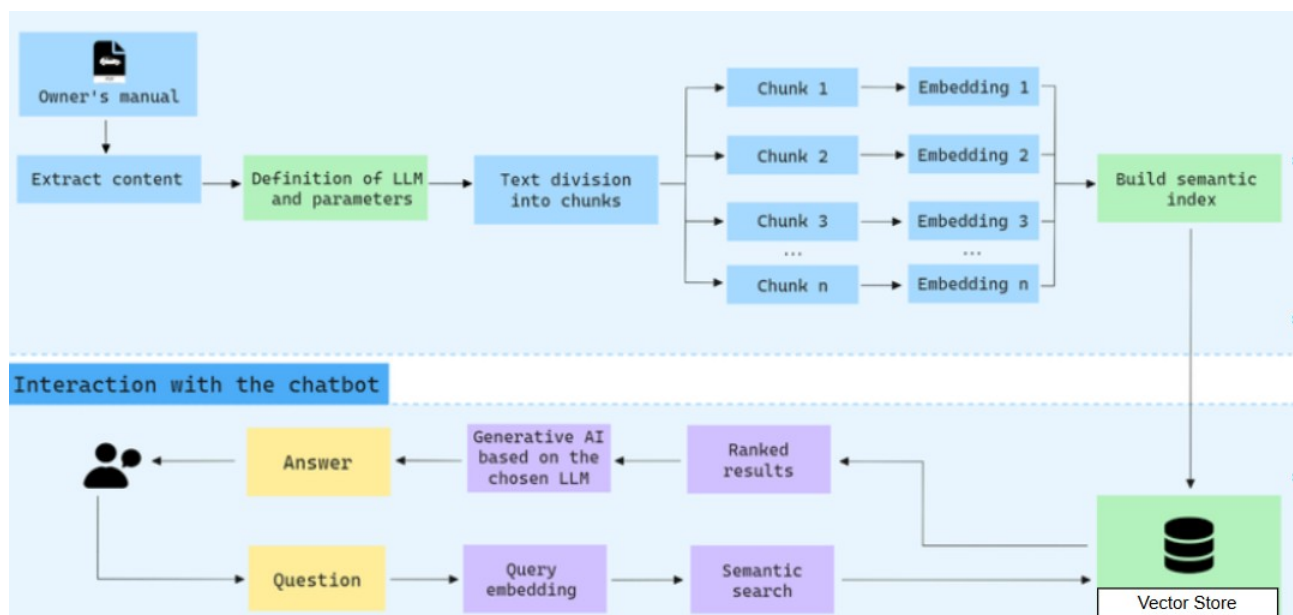 Owner's manual
Extract content
Definition of LLM
and parameters
Text division
into chunks
Chunk 1
Embedding 1
Chunk 2
Embedding 2
Chunk 3
Embedding 3
...
...
Chunk n
Embedding n
Build semantic
index
Interaction with the chatbot
Answer
Generative AI
based on the
chosen LLM
Ranked
results
Question
Query
embedding
Semantic
search
Vector Store